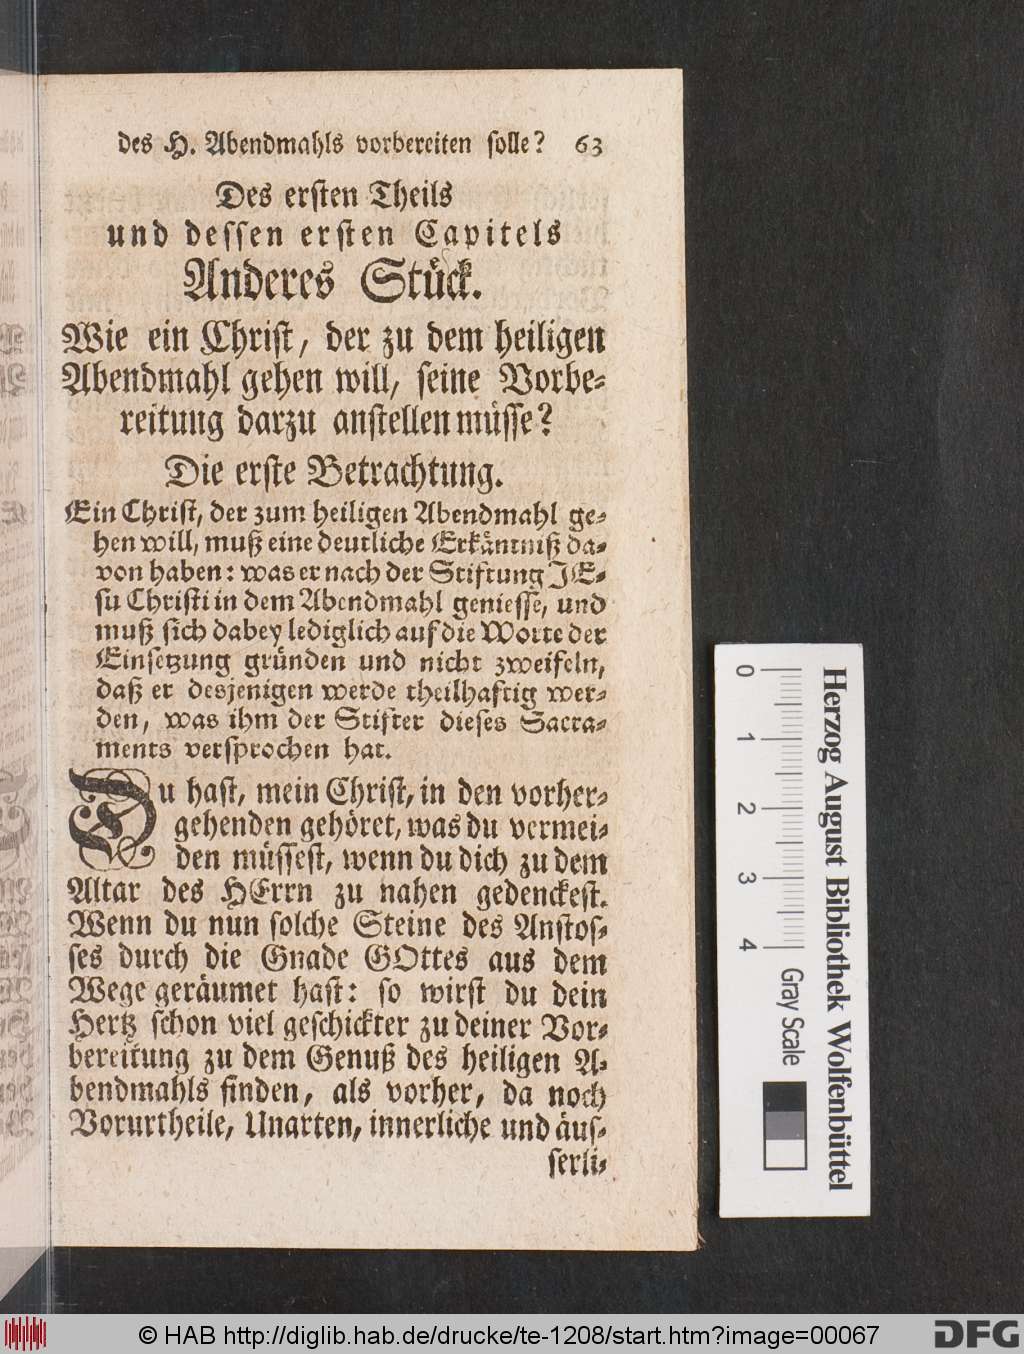 des H. Abendmahls vorbereiten solle? 63
Des ersten Theils
und dessen ersten Capitels
Anderes Stück.
Wie ein Christ, der zu dem heiligen
Abendmahl gehen will, seine Vorbe-
reitung darzu anstellen müsse?
Die erste Betrachtung.
Ein Christ, der zum heiligen Abendmahl ge-
hen will, muß eine deutliche Erkäntniß da-
von haben: was er nach der Stiftung JE-
su Christi in dem Abendmahl geniesse, und
muß sich dabey lediglich auf die Worte der
Einsetzung gründen und nicht zweifeln,
daß er desjenigen werde theilhaftig wer-
den, was ihm der Stifter dieses Sacra-
ments versprochen hat.
Du hast, mein Christ, in den vorher-
gehenden gehöret, was du vermei-
den müssest, wenn du dich zu dem
Altar des HErrn zu nahen gedenckest.
Wenn du nun solche Steine des Anstos-
ses durch die Gnade GOttes aus dem
Wege geräumet hast: so wirst du dein
Hertz schon viel geschickter zu deiner Vor-
bereitung zu dem Genuß des heiligen A-
bendmahls finden, als vorher, da noch
Vorurtheile, Unarten, innerliche und äus-
serli-
Herzog August Bibliothek Wolfenbüttel
0 1 2 3 4 Gray Scale
© HAB http://diglib.hab.de/drucke/te-1208/start.htm?image=00067
DFG